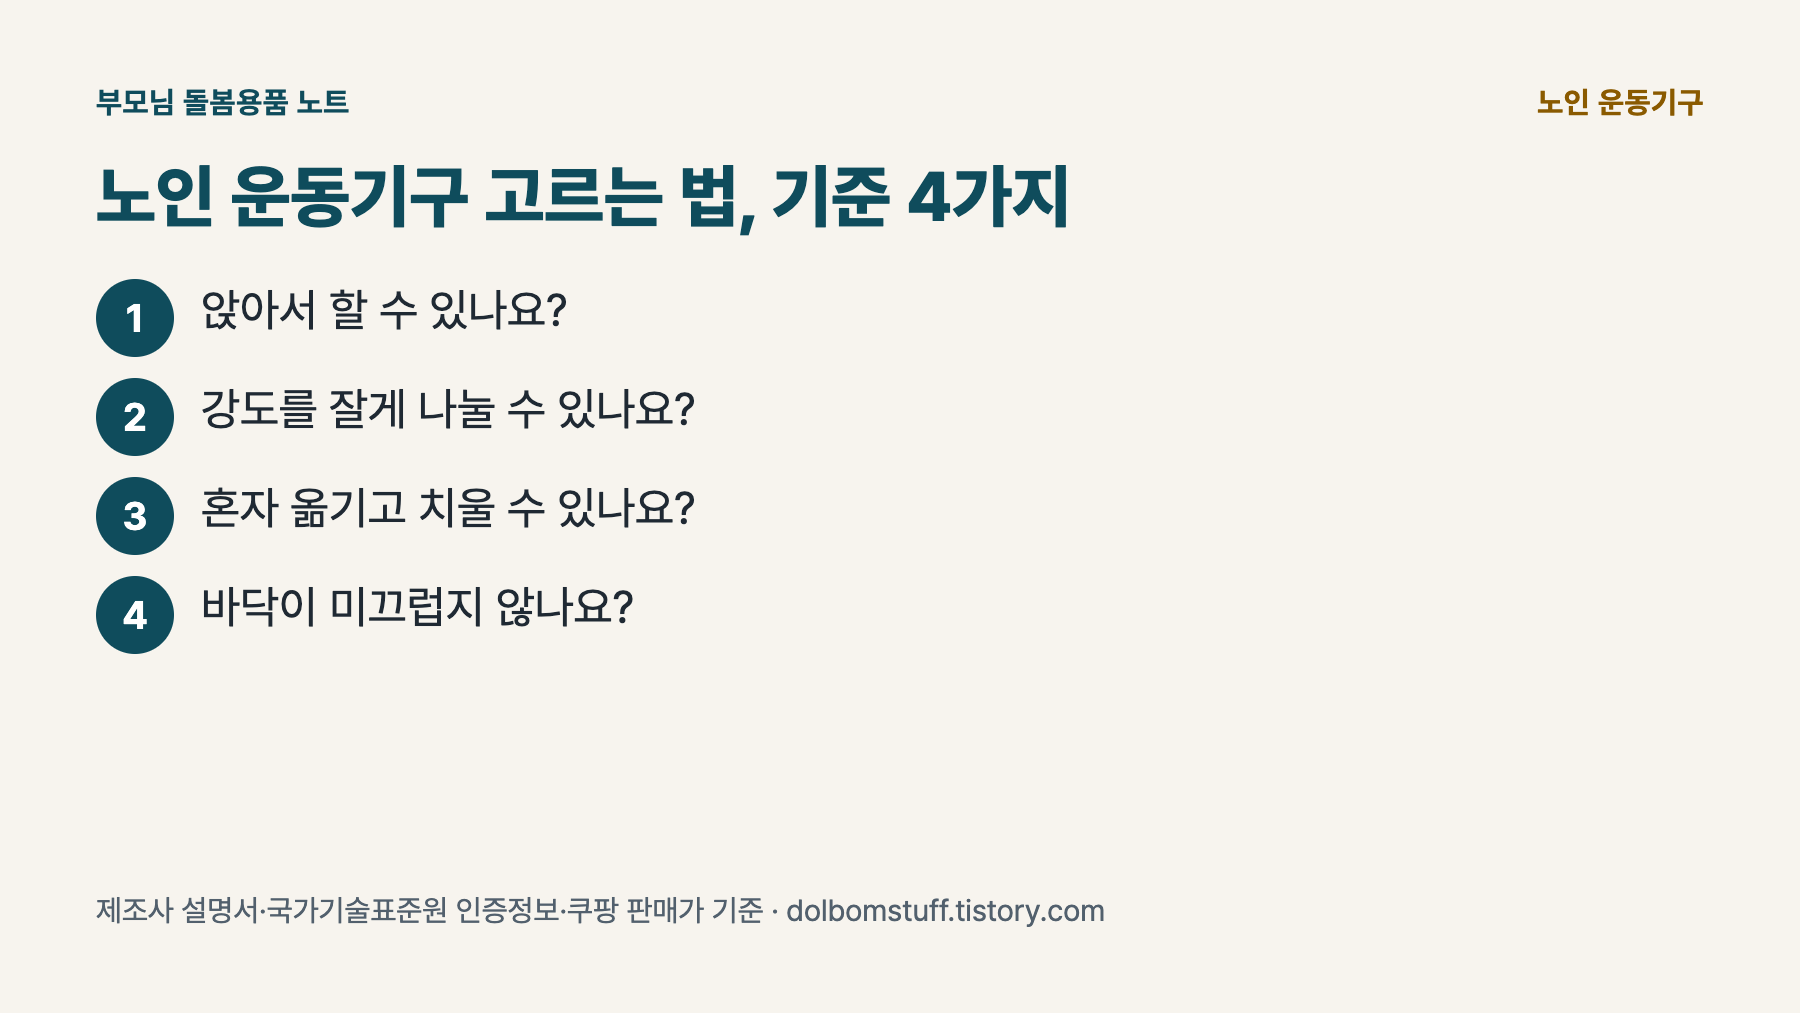 부모님 돌봄용품 노트
노인 운동기구
노인 운동기구 고르는 법, 기준 4가지
1 앉아서 할 수 있나요?
2 강도를 잘게 나눌 수 있나요?
3 혼자 옮기고 치울 수 있나요?
4 바닥이 미끄럽지 않나요?
제조사 설명서·국가기술표준원 인증정보·쿠팡 판매가 기준 · dolbomstuff.tistory.com